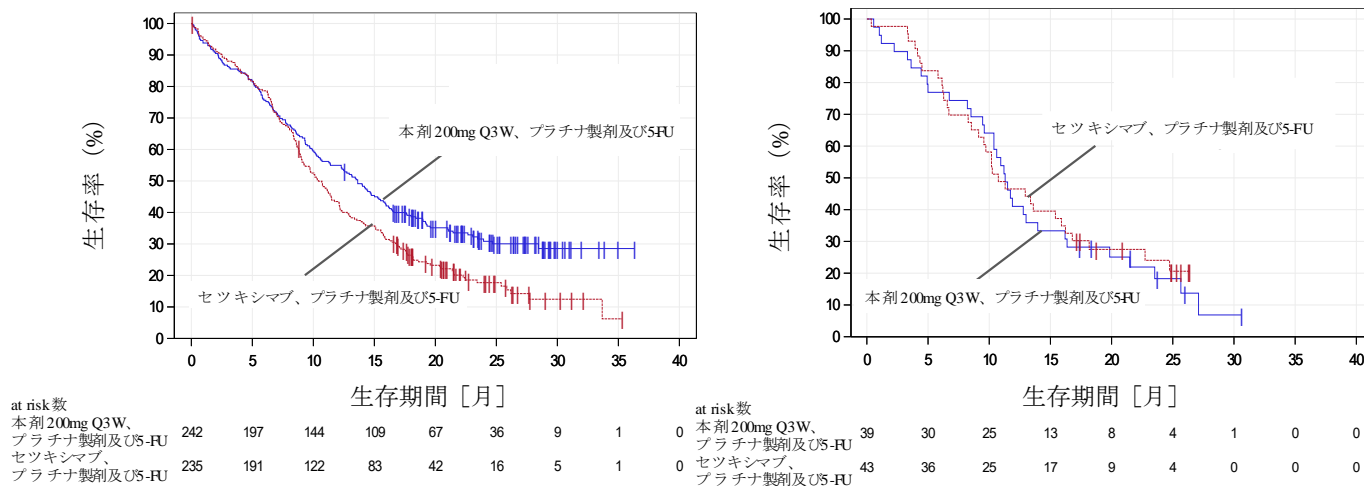 100
90
80
70
60
50
40
30
20
10
0
生存率 (%)
本剤200mg Q3W、プラチナ製剤及び5-FU
セツキシマブ、プラチナ製剤及び5-FU
0 5 10 15 20 25 30 35 40
生存期間 [月]
at risk数
本剤200mg Q3W、
プラチナ製剤及び5-FU
242 197 144 109 67 36 9 1 0
セツキシマブ、
プラチナ製剤及び5-FU
235 191 122 83 42 16 5 1 0
100
90
80
70
60
50
40
30
20
10
0
生存率 (%)
セツキシマブ、プラチナ製剤及び5-FU
本剤200mg Q3W、プラチナ製剤及び5-FU
0 5 10 15 20 25 30 35 40
生存期間 [月]
at risk数
本剤200mg Q3W、
プラチナ製剤及び5-FU
39 30 25 13 8 4 1 0 0
セツキシマブ、
プラチナ製剤及び5-FU
43 36 25 17 9 4 0 0 0